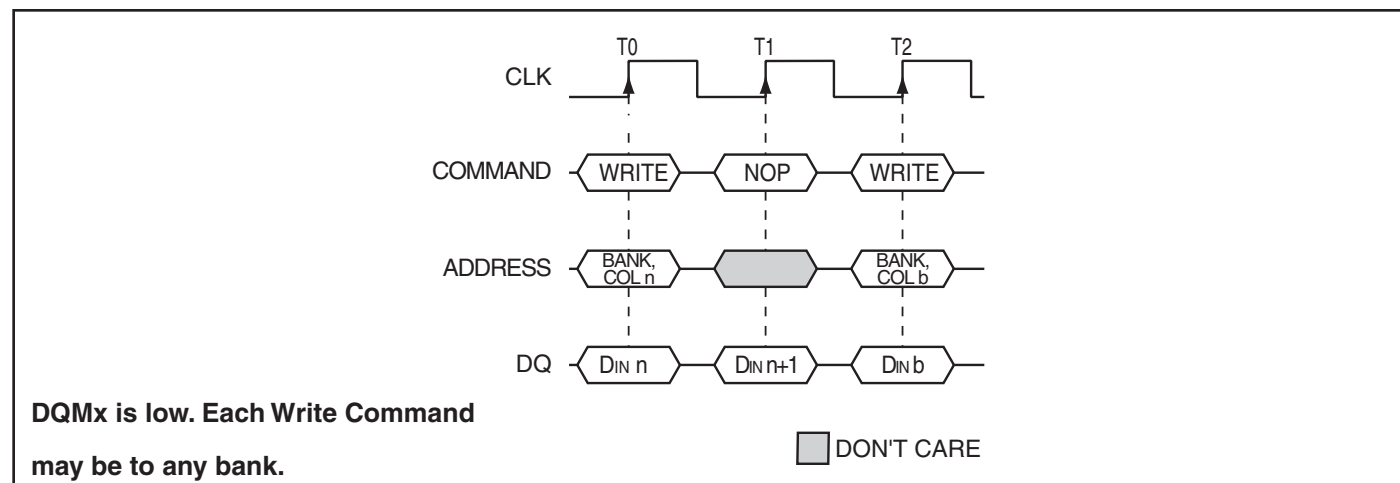 T0 T1 T2
CLK
COMMAND WRITE NOP WRITE
ADDRESS BANK, COL n BANK, COL b
DQ DIN n DIN n+1 DIN b
DQMx is low. Each Write Command
may be to any bank.
DON'T CARE